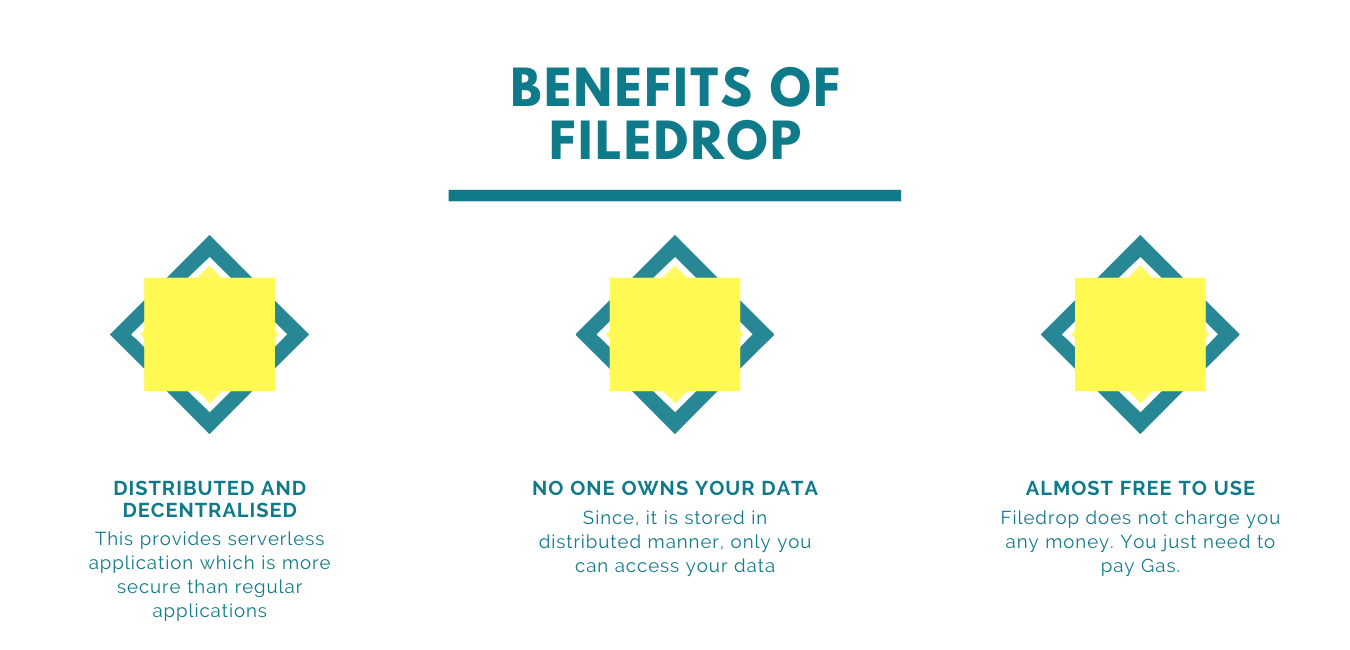 BENEFITS OF
FILEDROP
DISTRIBUTED AND
DECENTRALISED
This provides serverless
application which is more
secure than regular
applications
NO ONE OWNS YOUR DATA
Since, it is stored in
distributed manner, only you
can access your data
ALMOST FREE TO USE
Filedrop does not charge you
any money. You just need to
pay Gas.